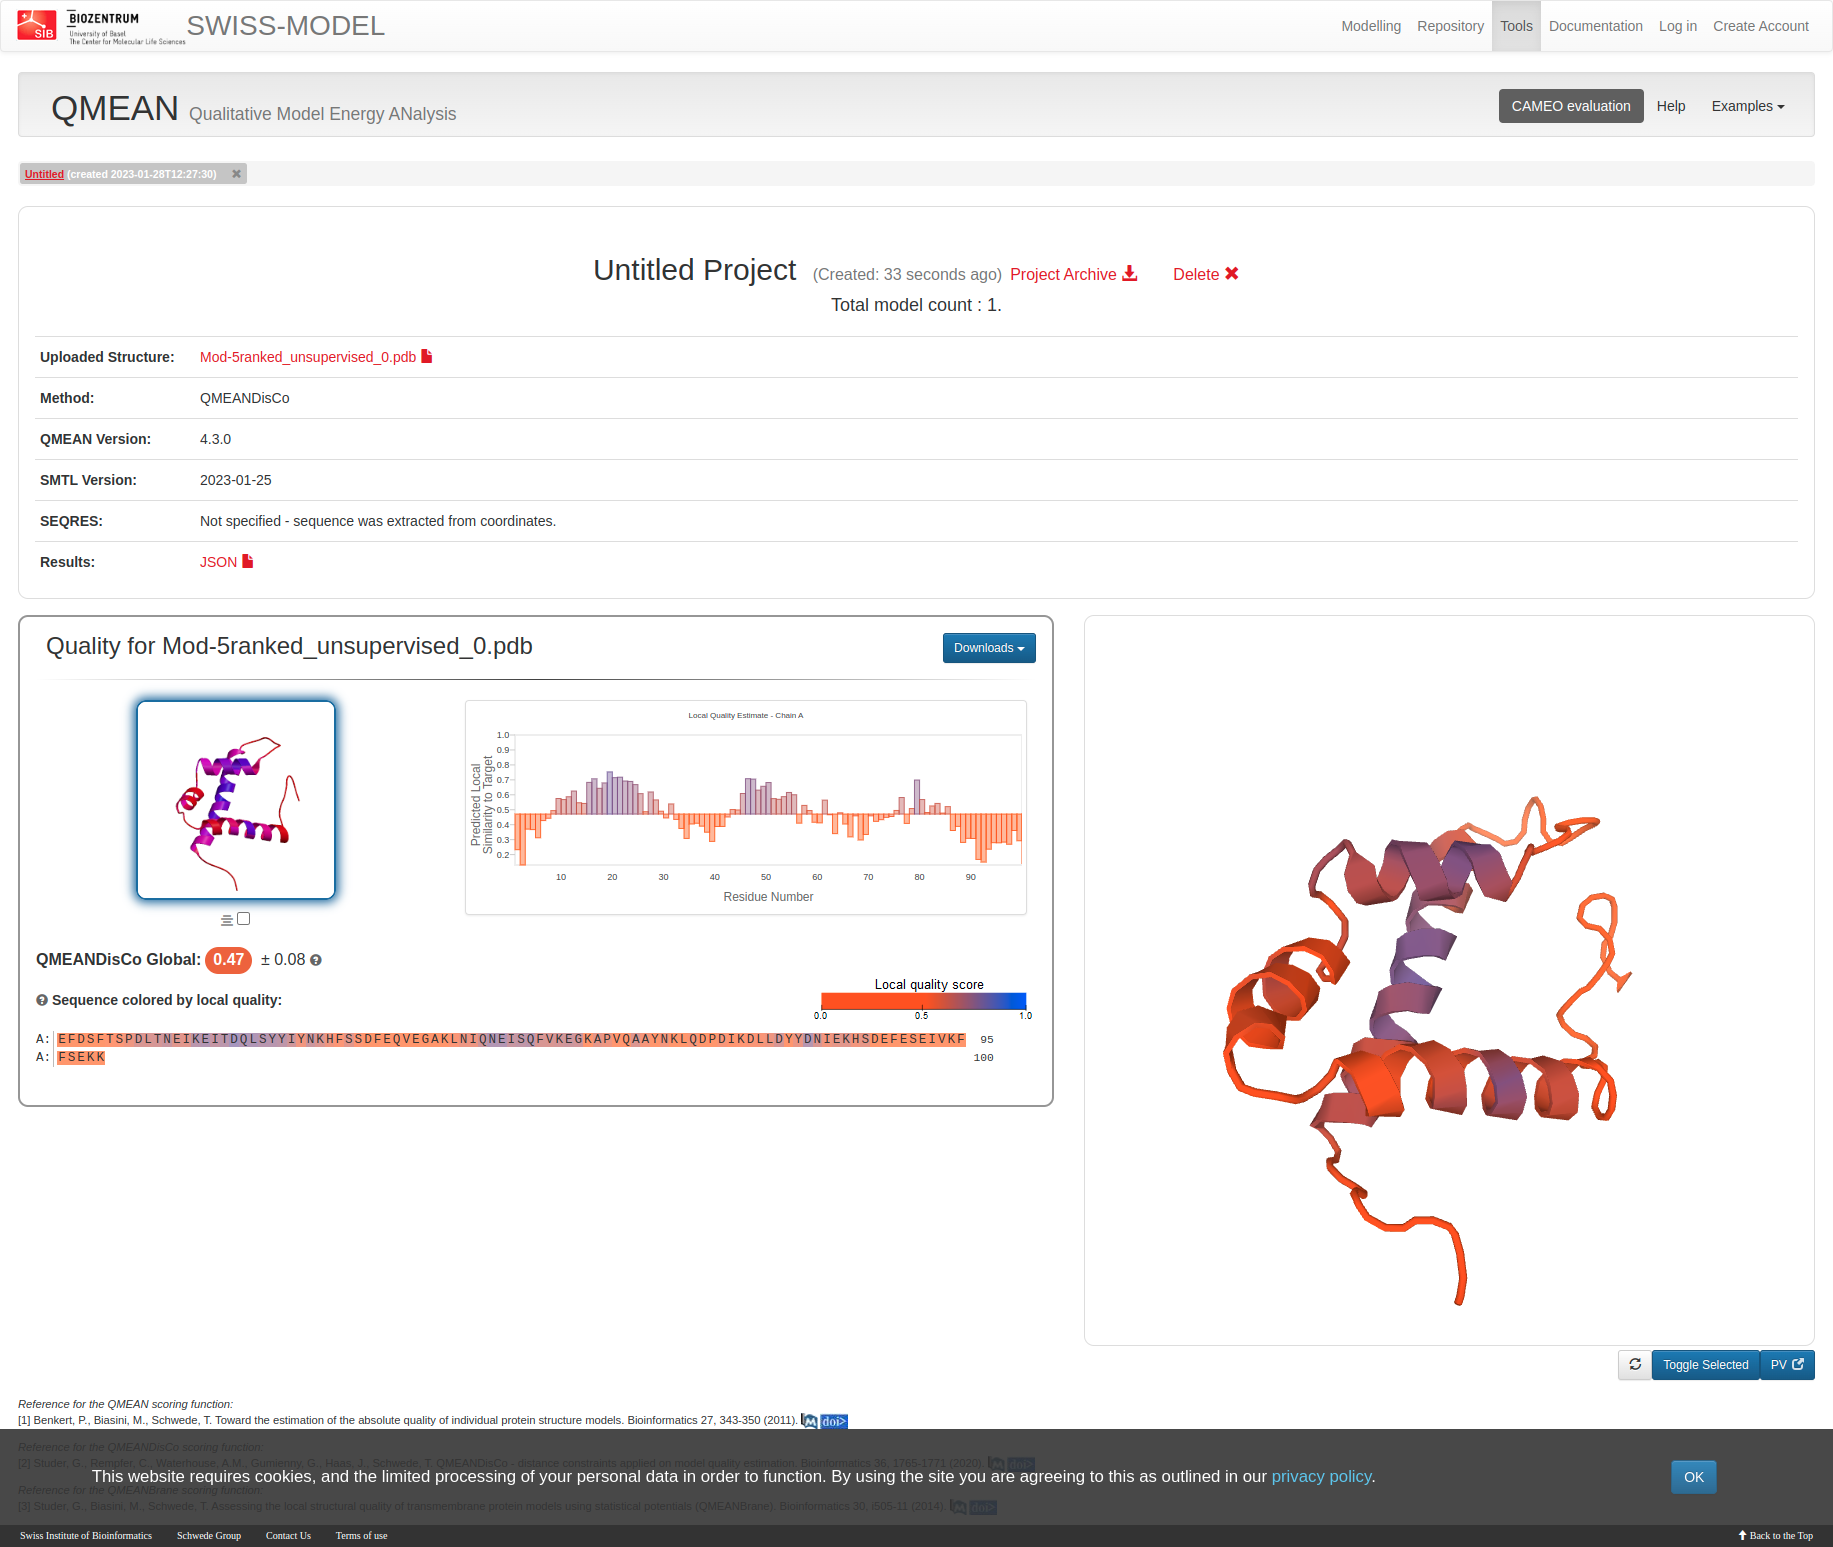 SIB
BIOZENTRUM
University of Basel
The Center for Molecular Life Sciences
SWISS-MODEL
Modelling Repository Tools Documentation Log in Create Account
QMEAN Qualitative Model Energy ANalysis
CAMEO evaluation Help Examples
Untitled (created 2023-01-28T12:27:30) ✖
Untitled Project (Created: 33 seconds ago) Project Archive Delete ✖
Total model count : 1.
Uploaded Structure: Mod-5ranked_unsupervised_0.pdb
Method: QMEANDisCo
QMEAN Version: 4.3.0
SMTL Version: 2023-01-25
SEQRES: Not specified - sequence was extracted from coordinates.
Results: JSON
Quality for Mod-5ranked_unsupervised_0.pdb
Downloads
Local Quality Estimate - Chain A
Predicted Local
Similarity to Target
1.0
0.9
0.8
0.7
0.6
0.5
0.4
0.3
0.2
10 20 30 40 50 60 70 80 90
Residue Number
QMEANDisCo Global: 0.47 ± 0.08
Sequence colored by local quality:
Local quality score
0.0 0.5 1.0
A: EFDSFTSPDLTNEIKEITDQLSYYIYNKHFSSDFEQVEGAKLNIQNEISQFVKEGKAPVQAAYNKLQDPDIKDLLDYYDNIEKHSDEFESEIVKF 95
A: FSEKK 100
Toggle Selected PV
Reference for the QMEAN scoring function:
[1] Benkert, P., Biasini, M., Schwede, T. Toward the estimation of the absolute quality of individual protein structure models. Bioinformatics 27, 343-350 (2011). M doi>
Reference for the QMEANDisCo scoring function:
[2] Studer, G., Rempfer, C., Waterhouse, A.M., Gumienny, G., Haas, J., Schwede, T. QMEANDisCo - distance constraints applied on model quality estimation. Bioinformatics 36, 1765-1771 (2020). M doi>
This website requires cookies, and the limited processing of your personal data in order to function. By using the site you are agreeing to this as outlined in our privacy policy.
OK
Reference for the QMEANBrane scoring function:
[3] Studer, G., Biasini, M., Schwede, T. Assessing the local structural quality of transmembrane protein models using statistical potentials (QMEANBrane). Bioinformatics 30, i505-11 (2014). M doi>
Swiss Institute of Bioinformatics Schwede Group Contact Us Terms of use
Back to the Top